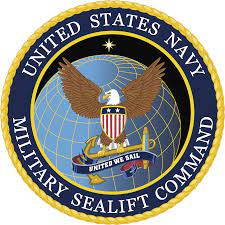 UNITED STATES NAVY
UNITED WE SAIL
MILITARY SEALIFT COMMAND